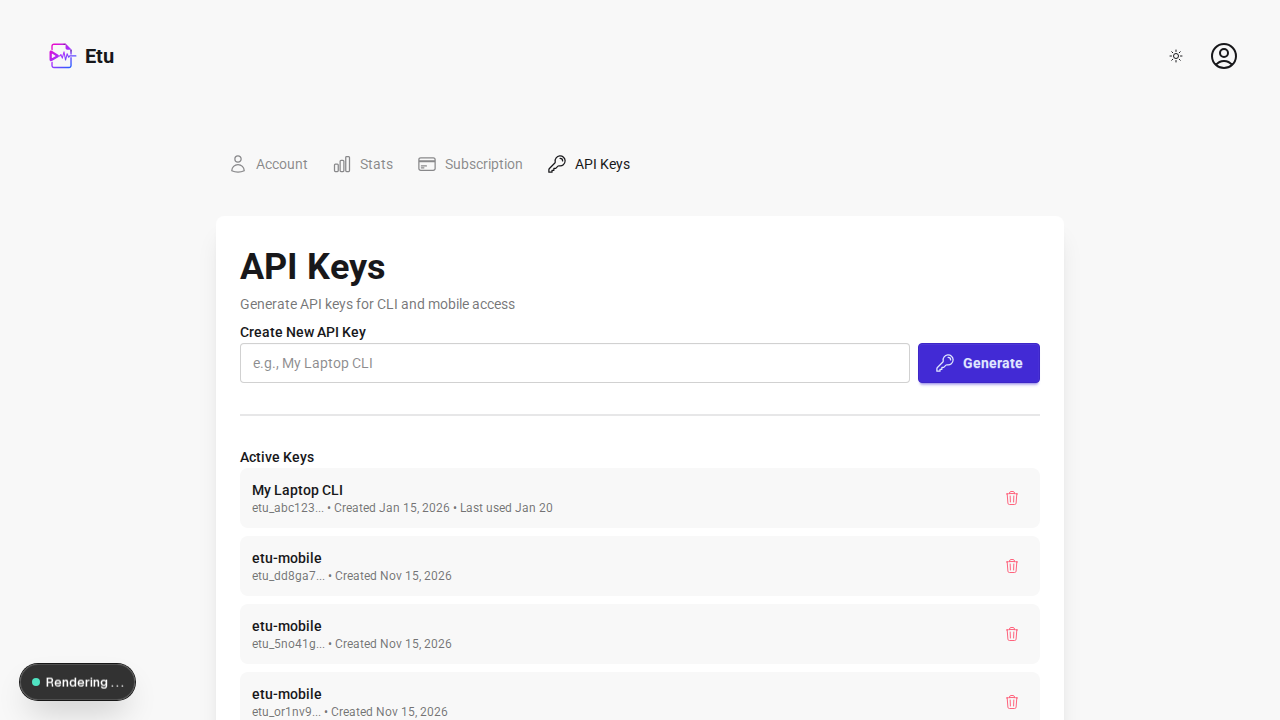 Etu
Account Stats Subscription API Keys
API Keys
Generate API keys for CLI and mobile access
Create New API Key
e.g., My Laptop CLI
Generate
Active Keys
My Laptop CLI
etu_abc123... • Created Jan 15, 2026 • Last used Jan 20
etu-mobile
etu_dd8ga7... • Created Nov 15, 2026
etu-mobile
etu_5no41g... • Created Nov 15, 2026
etu-mobile
etu_or1nv9... • Created Nov 15, 2026
Rendering ...